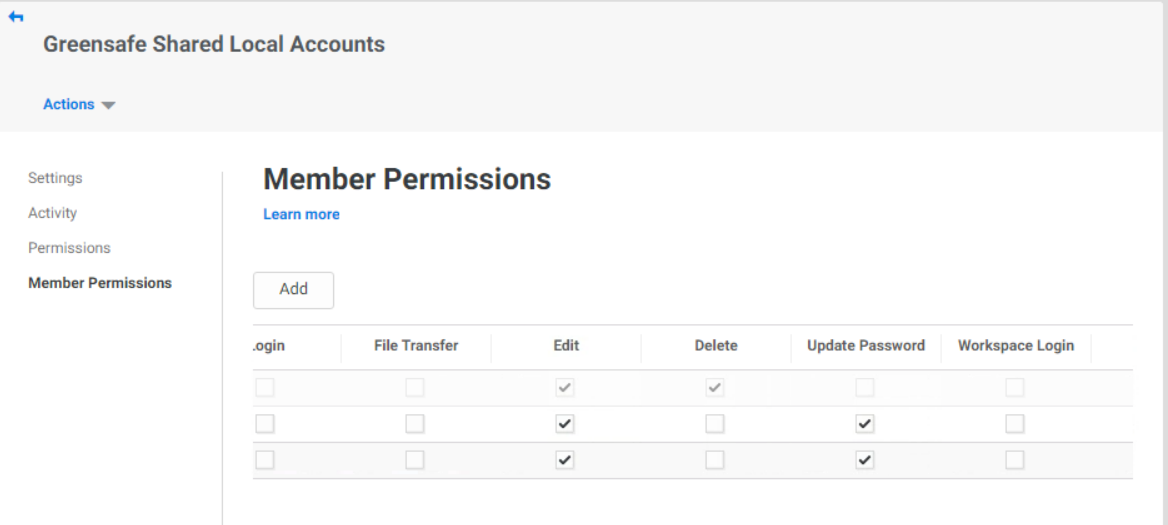 Greensafe Shared Local Accounts
Actions
Settings
Activity
Permissions
Member Permissions
Member Permissions
Learn more
Add
.ogin File Transfer Edit Delete Update Password Workspace Login